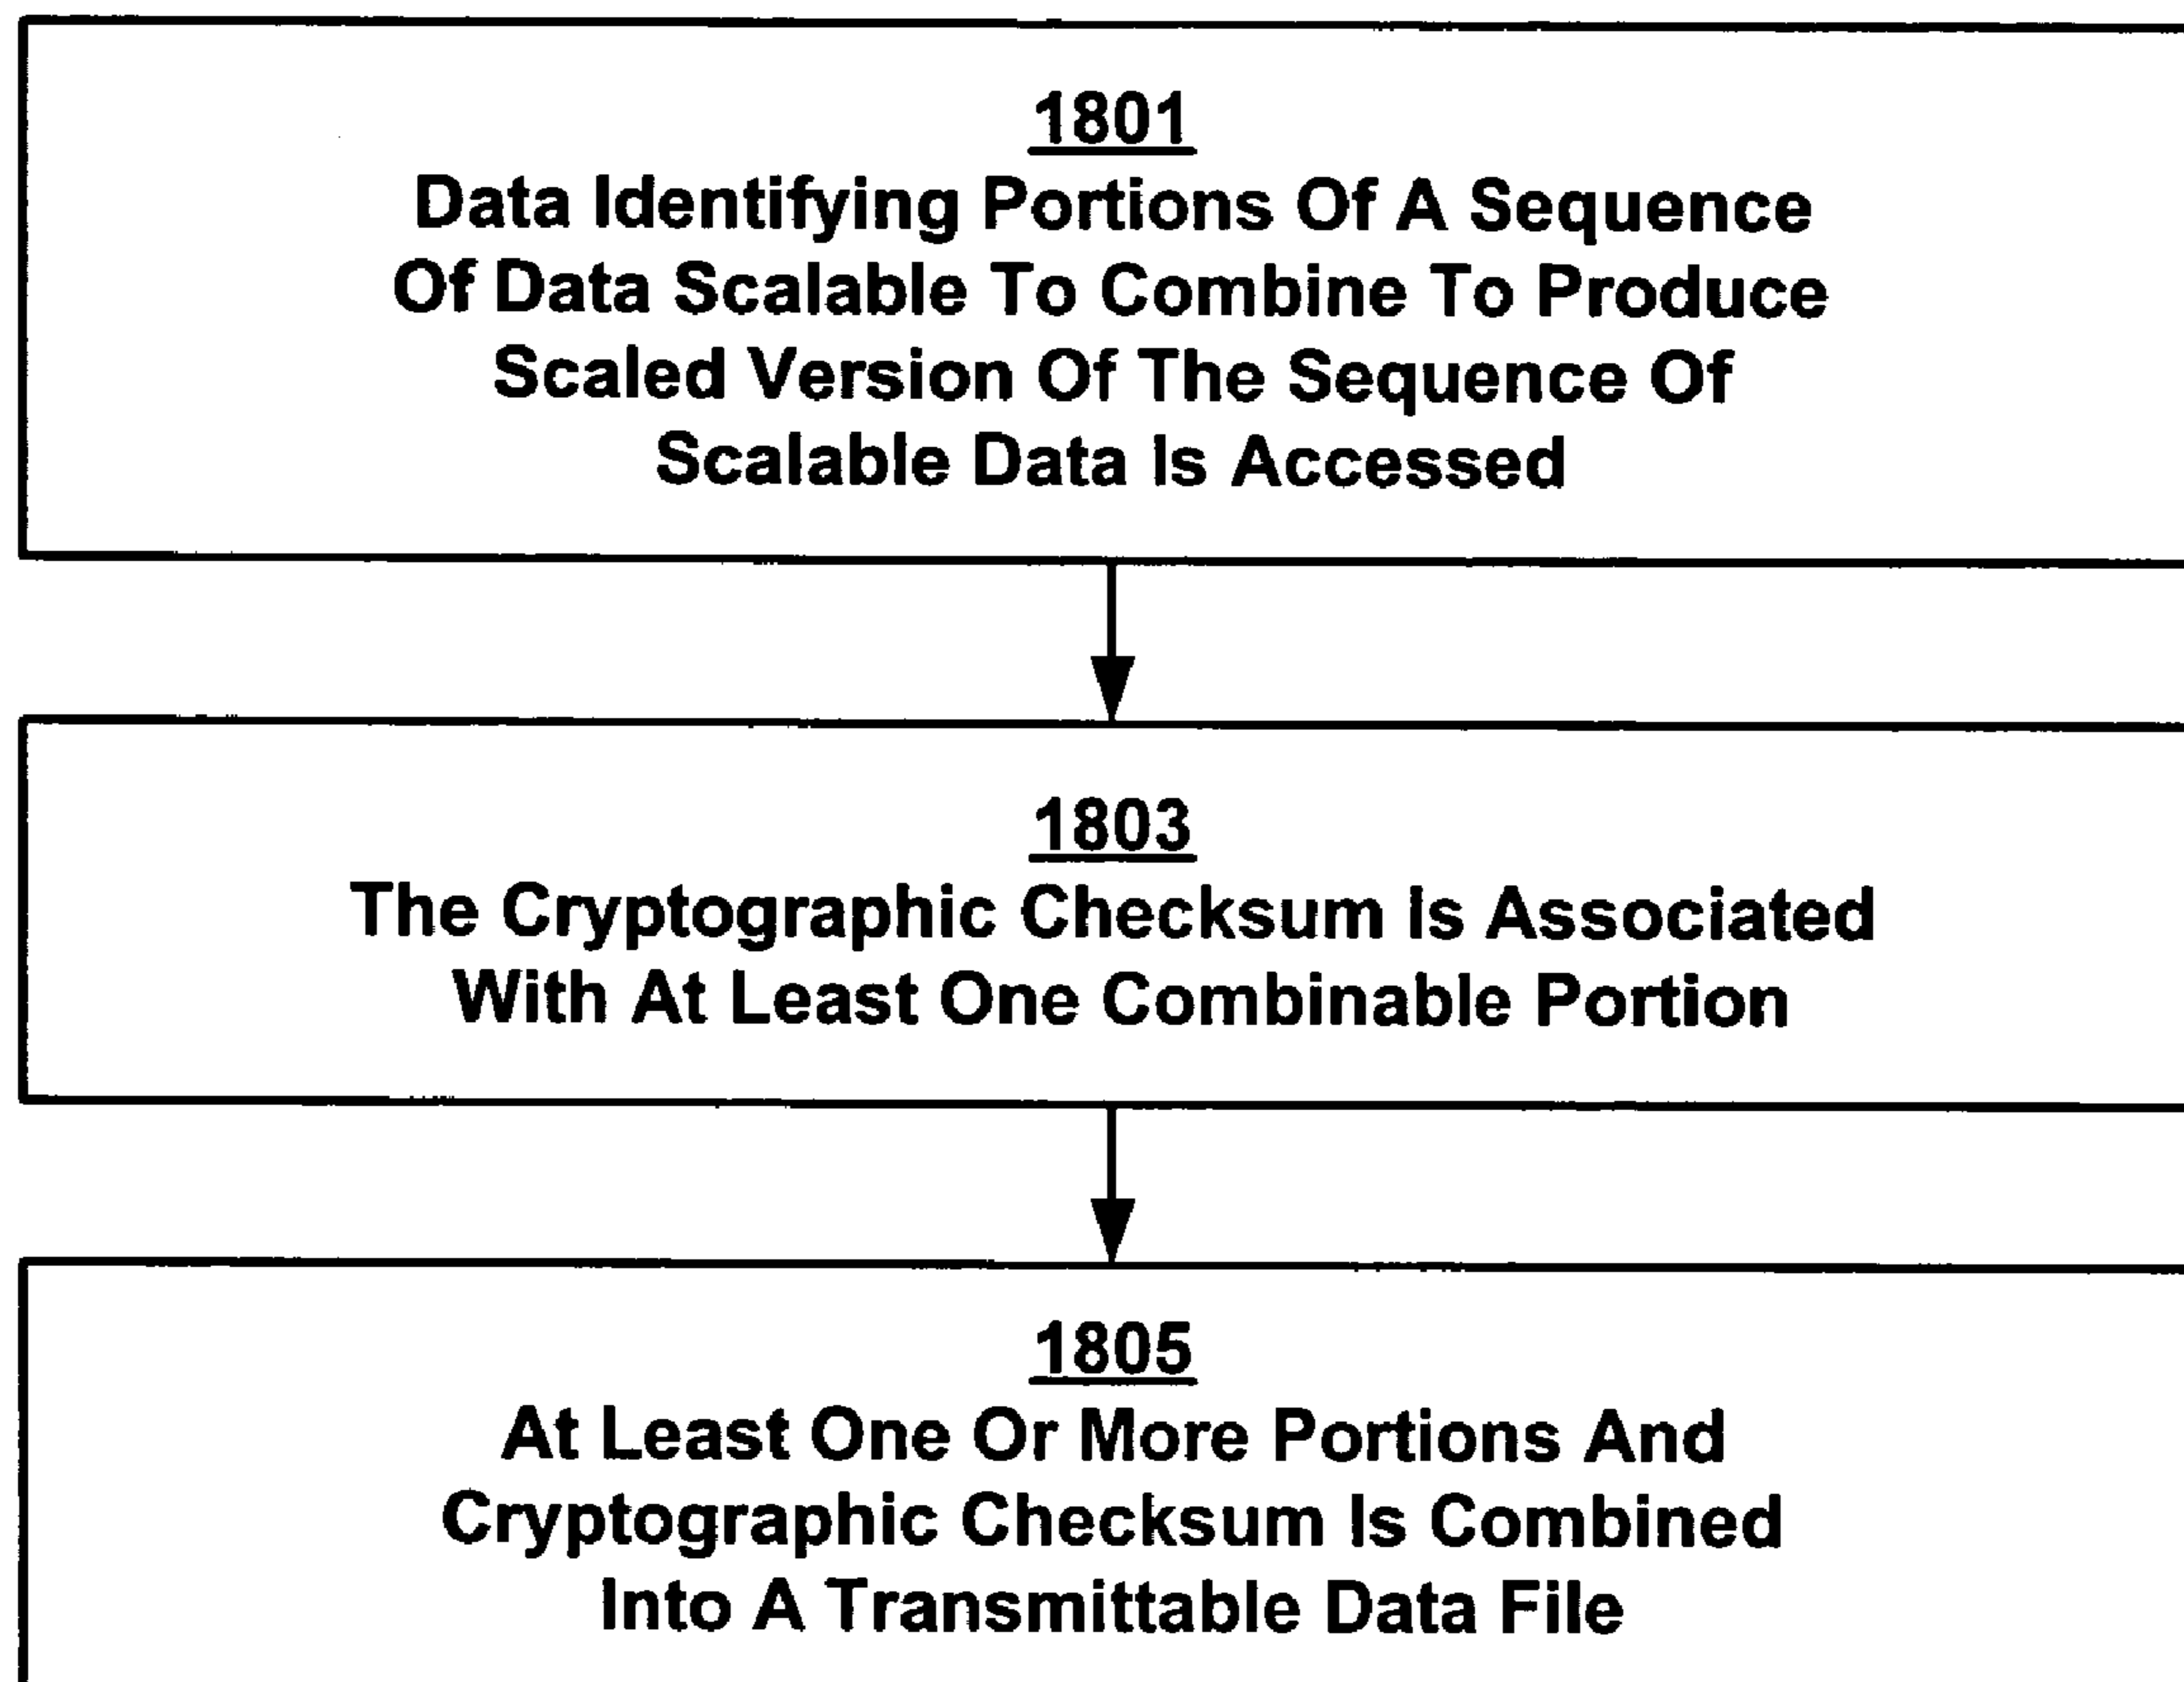 1801
Data Identifying Portions Of A Sequence
Of Data Scalable To Combine To Produce
Scaled Version Of The Sequence Of
Scalable Data Is Accessed
1803
The Cryptographic Checksum Is Associated
With At Least One Combinable Portion
1805
At Least One Or More Portions And
Cryptographic Checksum Is Combined
Into A Transmittable Data File